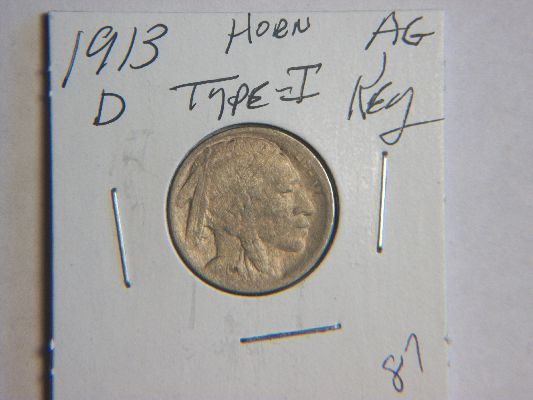 1913 HORN AG
D TYPE-I KEY
87